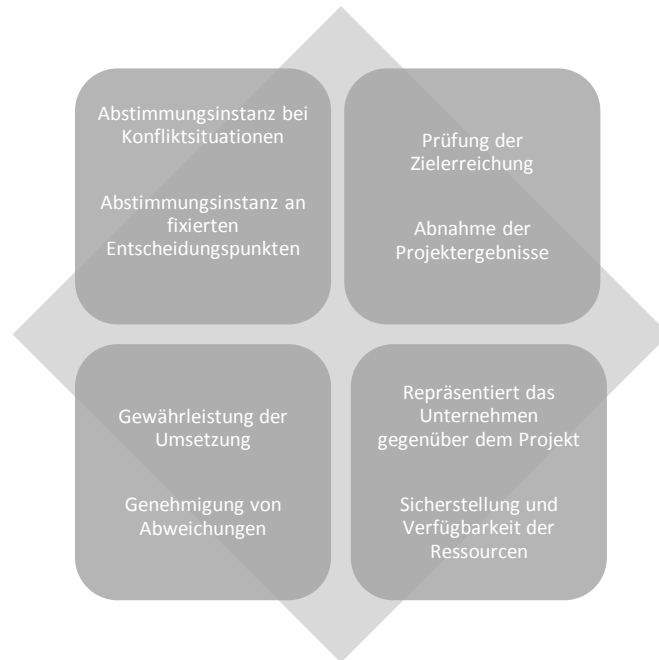 Abstimmungsinstanz bei
Konfliktsituationen
Abstimmungsinstanz an
fixierten
Entscheidungspunkten
Prüfung der
Zielerreichung
Abnahme der
Projektergebnisse
Gewährleistung der
Umsetzung
Genehmigung von
Abweichungen
Repräsentiert das
Unternehmen
gegenüber dem Projekt
Sicherstellung und
Verfügbarkeit der
Ressourcen